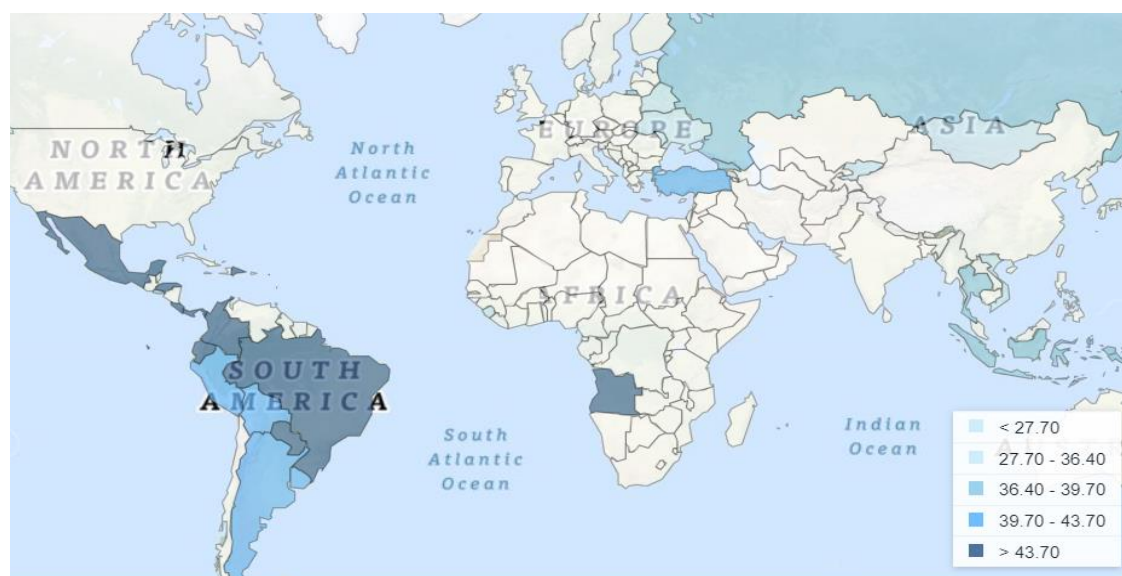 NORTH
AMERICA
North
Atlantic
Ocean
EUROPE
ASIA
AFRICA
SOUTH
AMERICA
South
Atlantic
Ocean
Indian
Ocean
< 27.70
27.70 - 36.40
36.40 - 39.70
39.70 - 43.70
> 43.70